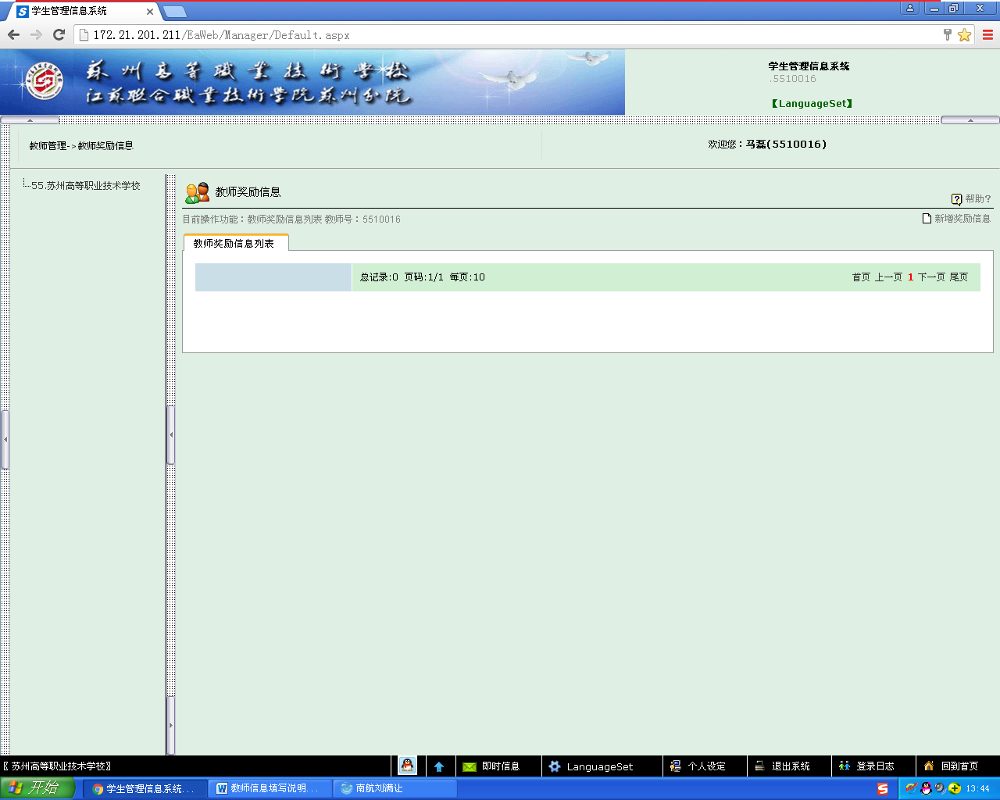 学生管理信息系统
172.21.201.211/EaWeb/Manager/Default.aspx
蘇州高等職業技術学校
江苏联合職業技術学院苏州分院
学生管理信息系统
.5510016
【LanguageSet】
教师管理->教师奖励信息
欢迎您：马磊(5510016)
55.苏州高等职业技术学校
教师奖励信息
帮助?
目前操作功能：教师奖励信息列表 教师号：5510016
新增奖励信息
教师奖励信息列表
总记录:0 页码:1/1 每页:10
首页 上一页 1 下一页 尾页
〖苏州高等职业技术学校〗
即时信息
LanguageSet
个人设定
退出系统
登录日志
回到首页
开始
学生管理信息系统...
教师信息填写说明...
南航刘满让
13:44